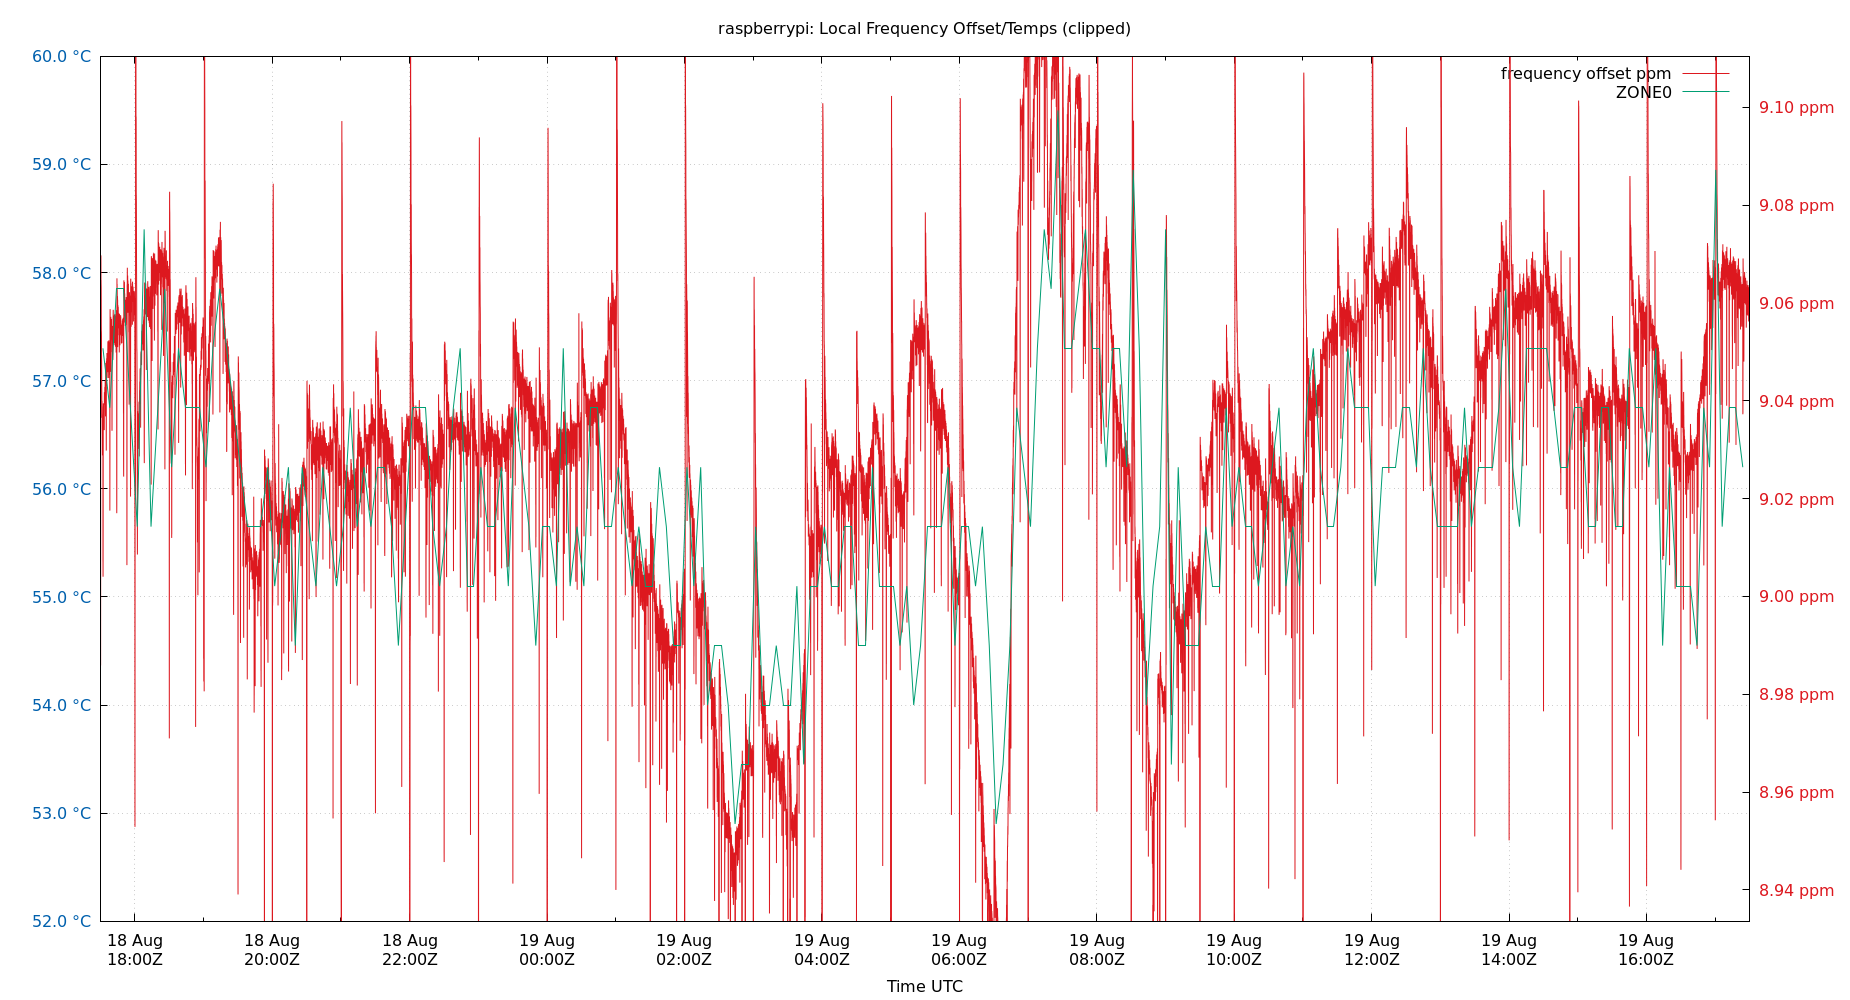 raspberrypi: Local Frequency Offset/Temps (clipped)
60.0 °C
59.0 °C
58.0 °C
57.0 °C
56.0 °C
55.0 °C
54.0 °C
53.0 °C
52.0 °C
frequency offset ppm
ZONE0
9.10 ppm
9.08 ppm
9.06 ppm
9.04 ppm
9.02 ppm
9.00 ppm
8.98 ppm
8.96 ppm
8.94 ppm
18 Aug
18:00Z
18 Aug
20:00Z
18 Aug
22:00Z
19 Aug
00:00Z
19 Aug
02:00Z
19 Aug
04:00Z
19 Aug
06:00Z
19 Aug
08:00Z
19 Aug
10:00Z
19 Aug
12:00Z
19 Aug
14:00Z
19 Aug
16:00Z
Time UTC